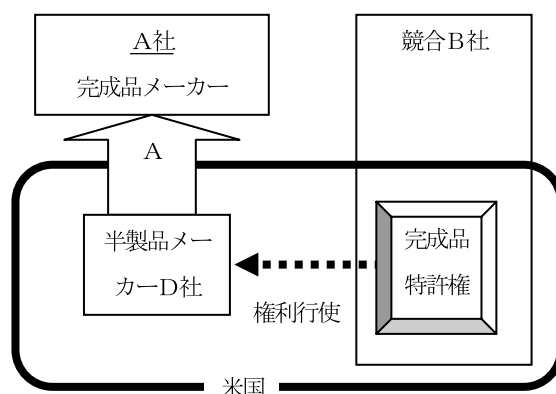 A社
完成品メーカー
競合B社
A
半製品メー
カーD社
完成品
特許権
権利行使
米国